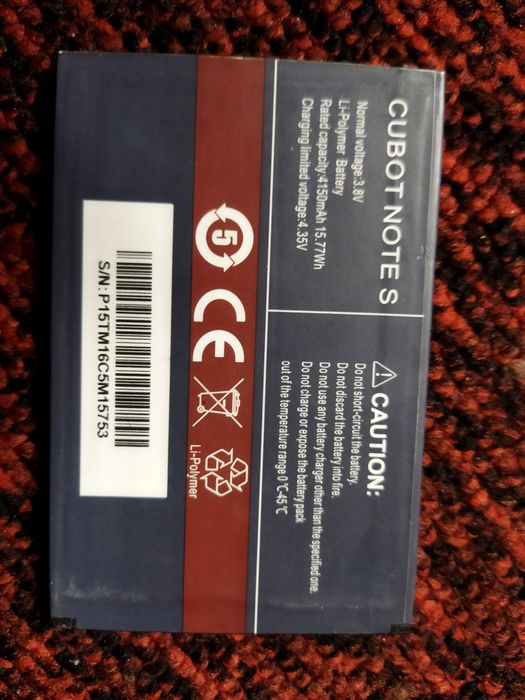 CUBOT NOTE S
Normal voltage:3.8V
Li-Polymer Battery
Rated capacity:4150mAh 15.77Wh
Charging limited voltage:4.35V
CAUTION:
Do not short-circuit the battery.
Do not discard the battery into fire.
Do not use any battery charger other than the specified one.
Do not charge or expose the battery pack
out of the temperature range 0 ℃-45 ℃
5
CE
Li-Polymer
S/N: P15TM16C5M15753